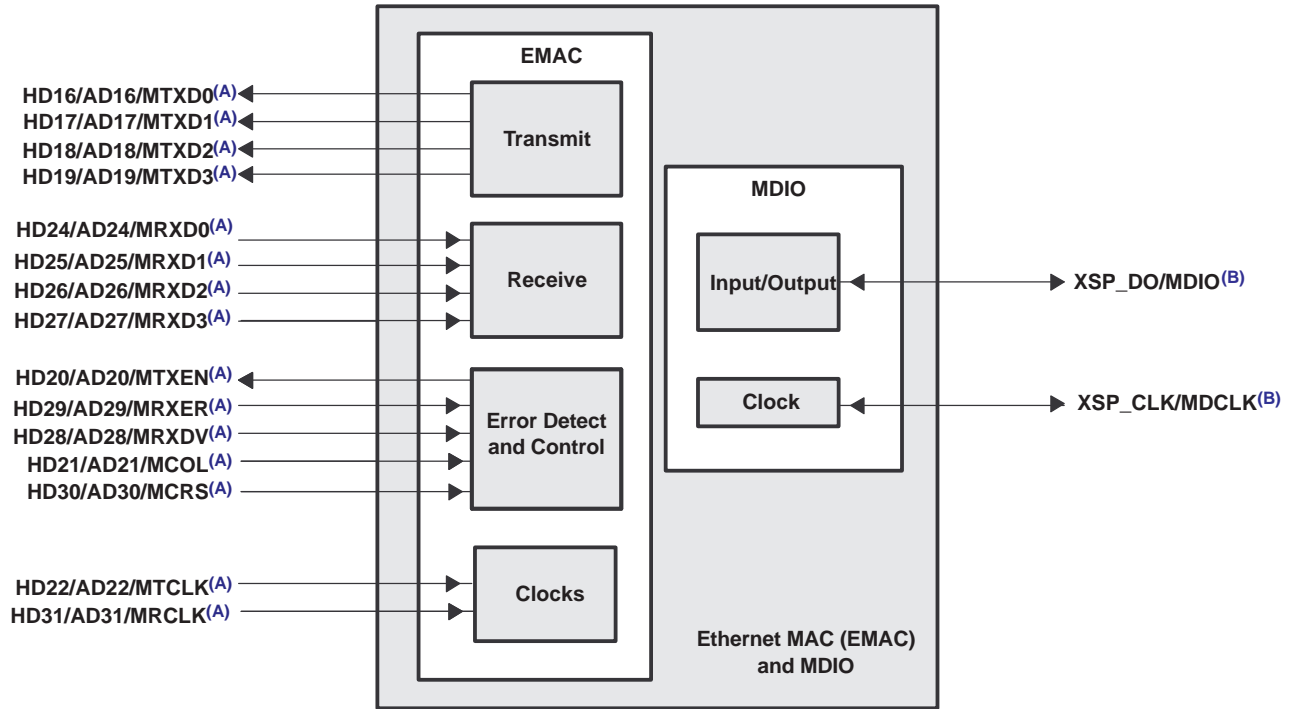 EMAC
HD16/AD16/MTXD0(A)
HD17/AD17/MTXD1(A)
HD18/AD18/MTXD2(A)
HD19/AD19/MTXD3(A)
Transmit
HD24/AD24/MRXD0(A)
HD25/AD25/MRXD1(A)
HD26/AD26/MRXD2(A)
HD27/AD27/MRXD3(A)
Receive
HD20/AD20/MTXEN(A)
HD29/AD29/MRXER(A)
HD28/AD28/MRXDV(A)
HD21/AD21/MCOL(A)
HD30/AD30/MCRS(A)
Error Detect
and Control
HD22/AD22/MTCLK(A)
HD31/AD31/MRCLK(A)
Clocks
MDIO
Input/Output
XSP_DO/MDIO(B)
Clock
XSP_CLK/MDCLK(B)
Ethernet MAC (EMAC)
and MDIO